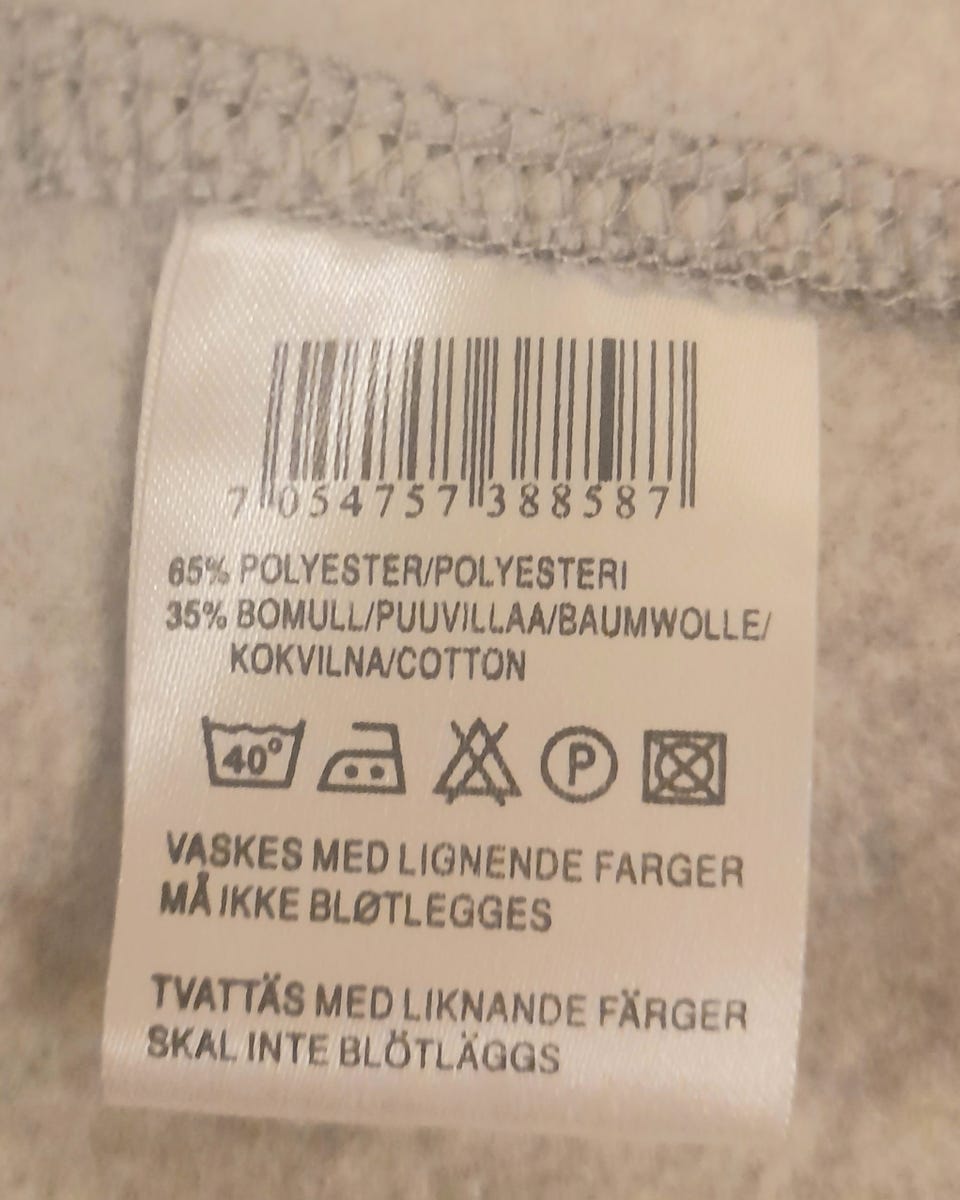 7 054757 388587
65% POLYESTER/POLYESTERI
35% BOMULL/PUUVILLAA/BAUMWOLLE/
KOKVILNA/COTTON
40° P
VASKES MED LIGNENDE FARGER
MÅ IKKE BLØTLEGGES
TVATTÄS MED LIKNANDE FÄRGER
SKAL INTE BLÖTLÄGGS